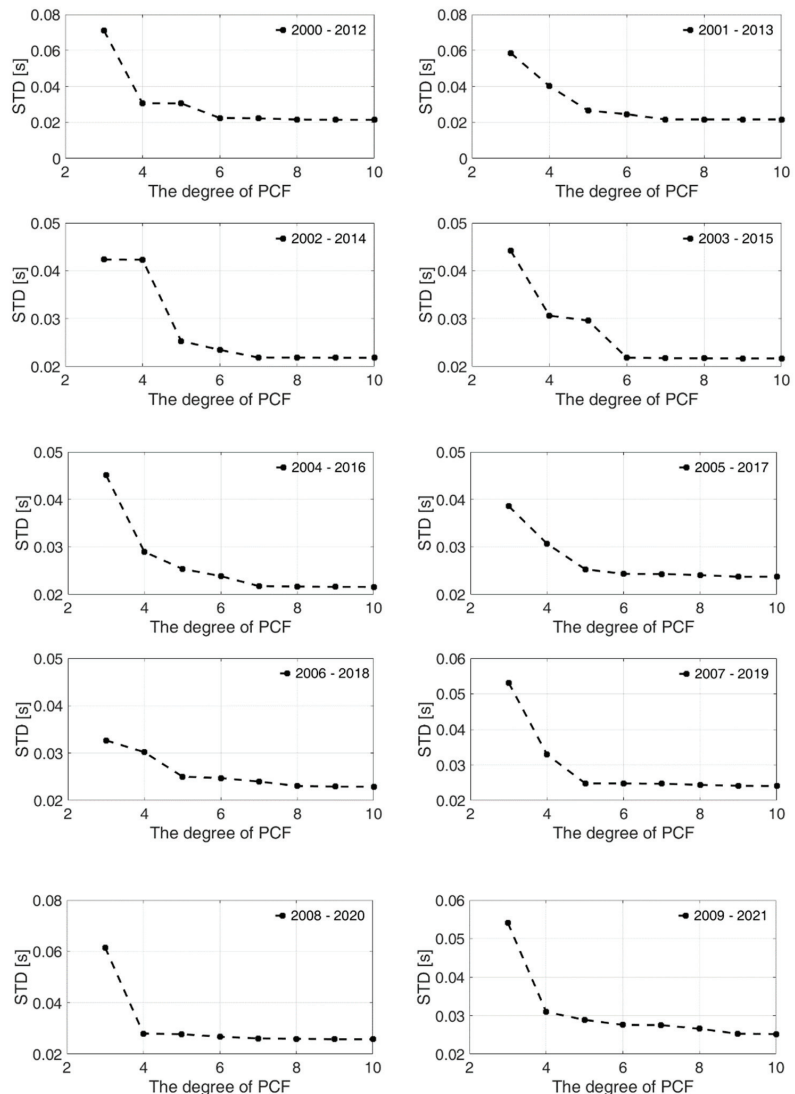 0.08
2000 - 2012
0.06
0.04
0.02
0
STD [s]
2 4 6 8 10
The degree of PCF
0.08
2001 - 2013
0.06
0.04
0.02
0
STD [s]
2 4 6 8 10
The degree of PCF
0.05
2002 - 2014
0.04
0.03
0.02
STD [s]
2 4 6 8 10
The degree of PCF
0.05
2003 - 2015
0.04
0.03
0.02
STD [s]
2 4 6 8 10
The degree of PCF
0.05
2004 - 2016
0.04
0.03
0.02
STD [s]
2 4 6 8 10
The degree of PCF
0.05
2005 - 2017
0.04
0.03
0.02
STD [s]
2 4 6 8 10
The degree of PCF
0.05
2006 - 2018
0.04
0.03
0.02
STD [s]
2 4 6 8 10
The degree of PCF
0.06
2007 - 2019
0.05
0.04
0.03
0.02
STD [s]
2 4 6 8 10
The degree of PCF
0.08
2008 - 2020
0.06
0.04
0.02
STD [s]
2 4 6 8 10
The degree of PCF
0.06
2009 - 2021
0.05
0.04
0.03
0.02
STD [s]
2 4 6 8 10
The degree of PCF